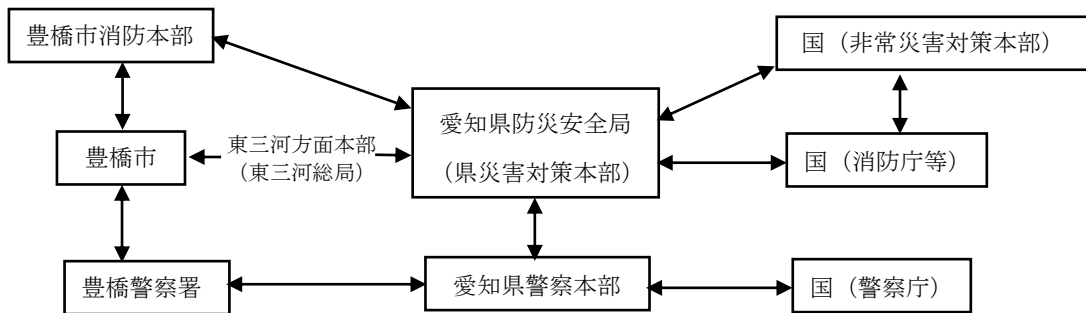 豊橋市消防本部
国（非常災害対策本部）
愛知県防災安全局
（県災害対策本部）
豊橋市
東三河方面本部
（東三河総局）
国（消防庁等）
豊橋警察署
愛知県警察本部
国（警察庁）